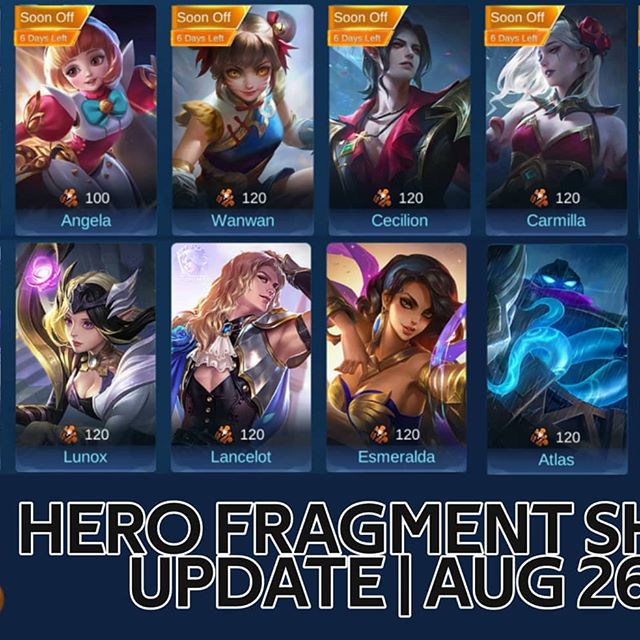 Soon Off Soon Off Soon Off Soon Off
6 Days Left 6 Days Left 6 Days Left 6 Days Left
100 120 120 120
Angela Wanwan Cecilion Carmilla
120 120 120 120
Lunox Lancelot Esmeralda Atlas
HERO FRAGMENT SH
UPDATE | AUG 26